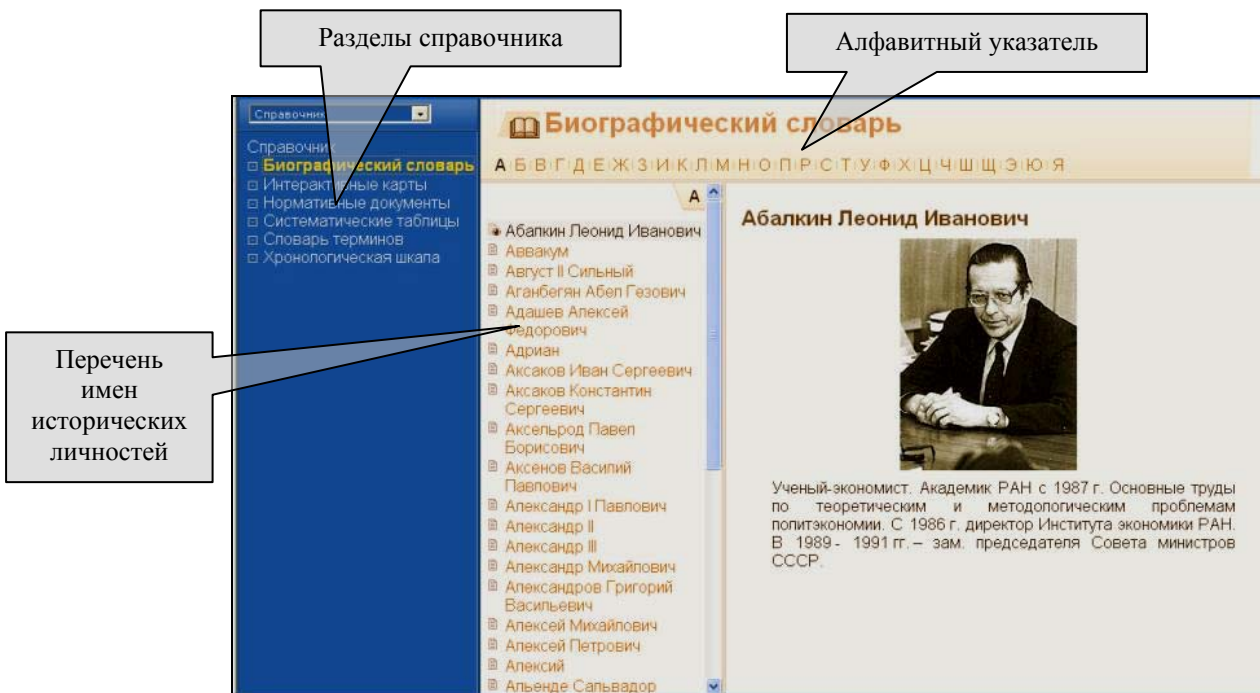 Разделы справочника
Алфавитный указатель
Справочник
Справочник
Биографический словарь
Интерактивные карты
Нормативные документы
Систематические таблицы
Словарь терминов
Хронологическая шкала
Перечень
имен
исторических
личностей
Биографический словарь
А Б В Г Д Е Ж З И К Л М Н О П Р С Т У Ф Х Ц Ч Ш Щ Э Ю Я
А
Абалкин Леонид Иванович
Аввакум
Август II Сильный
Аганбегян Абел Гезович
Адашев Алексей
Федорович
Адриан
Аксаков Иван Сергеевич
Аксаков Константин
Сергеевич
Аксельрод Павел
Борисович
Аксенов Василий
Павлович
Александр I Павлович
Александр II
Александр III
Александр Михайлович
Александров Григорий
Васильевич
Алексей Михайлович
Алексей Петрович
Алексий
Альенде Сальвадор
Абалкин Леонид Иванович
Ученый-экономист. Академик РАН с 1987 г. Основные труды
по теоретическим и методологическим проблемам
политэкономии. С 1986 г. директор Института экономики РАН.
В 1989 - 1991 гг. – зам. председателя Совета министров
СССР.